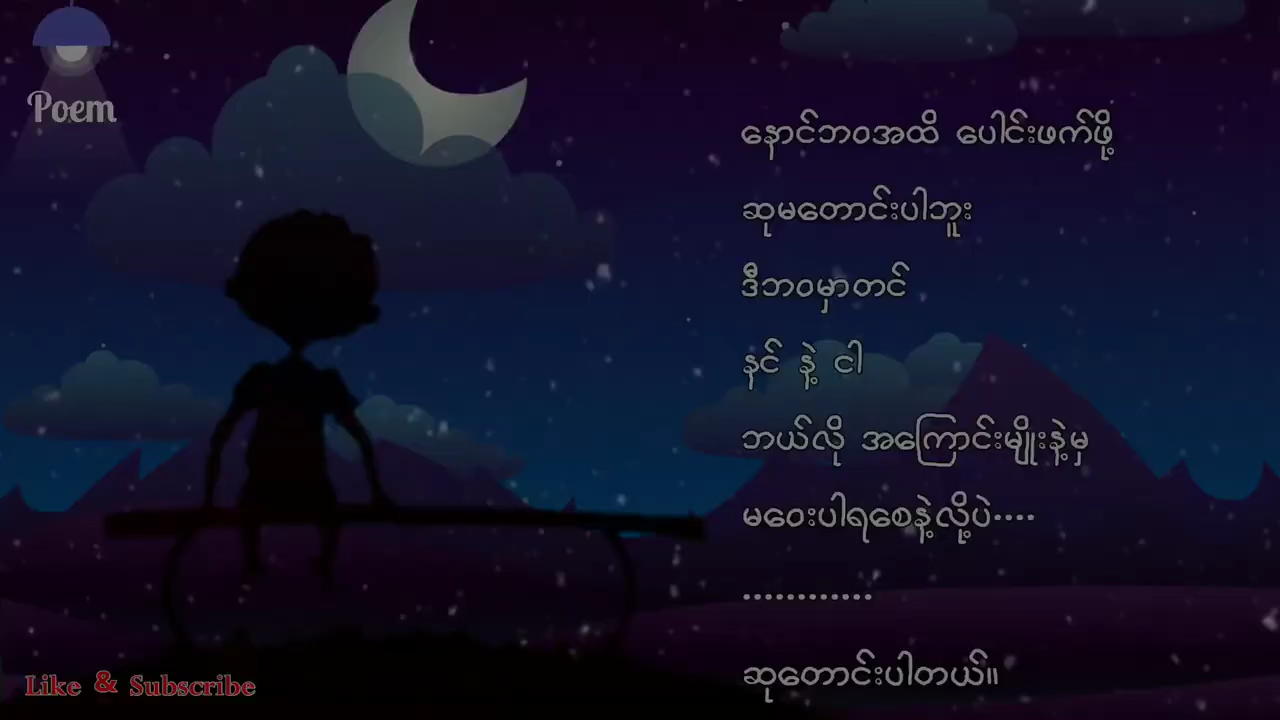 Poem
နောင်ဘဝအထိ ပေါင်းဖက်ဖို့
ဆုမတောင်းပါဘူး
ဒီဘဝမှာတင်
နင် နဲ့ ငါ
ဘယ်လို အကြောင်းမျိုးနဲ့မှ
မဝေးပါရစေနဲ့လို့ပဲ....
............
ဆုတောင်းပါတယ်။
Like & Subscribe